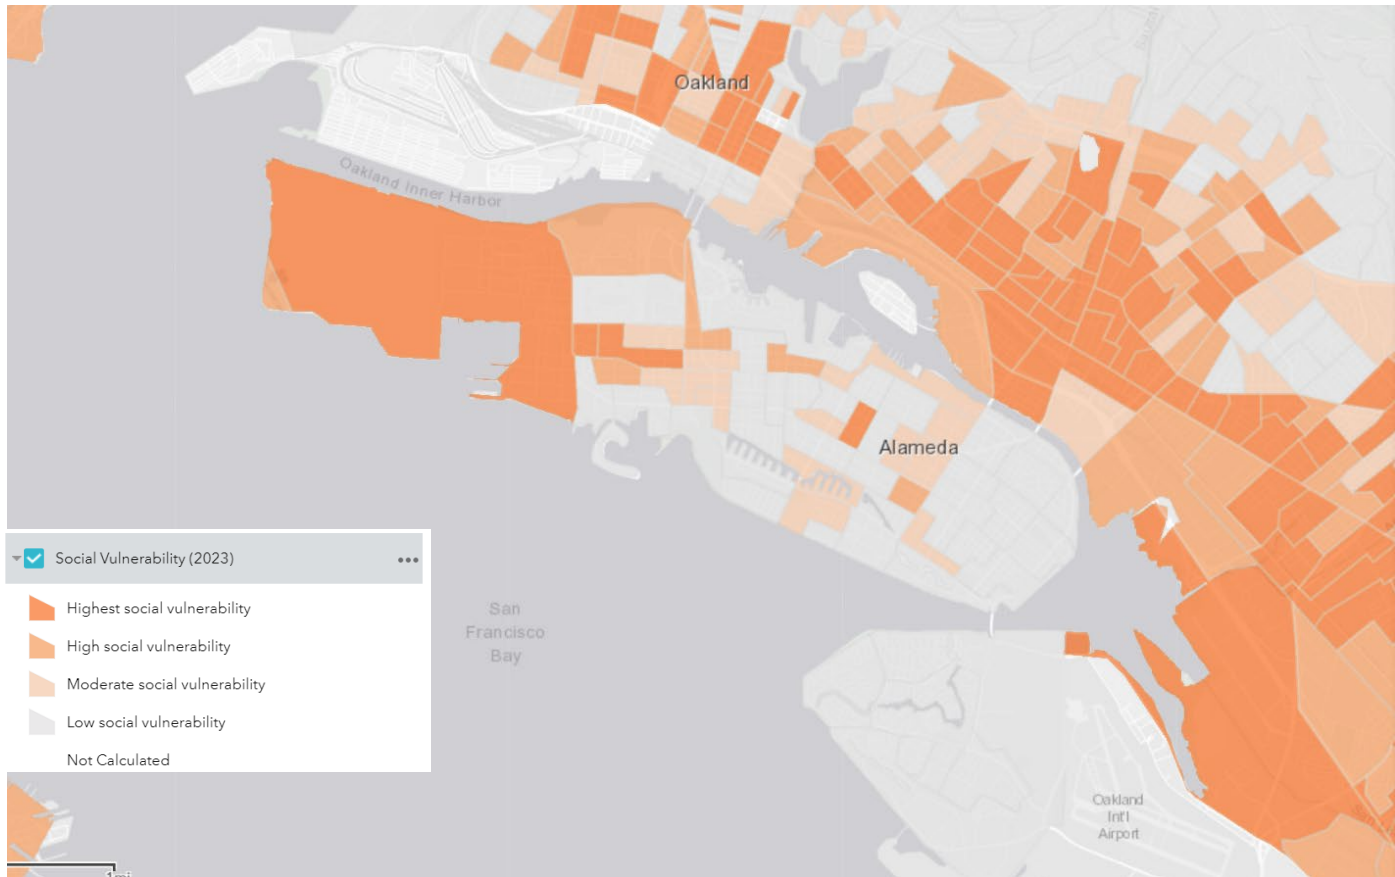 Oakland
Oakland Inner Harbor
Alameda
Social Vulnerability (2023)
Highest social vulnerability
High social vulnerability
Moderate social vulnerability
Low social vulnerability
Not Calculated
San
Francisco
Bay
Oakland
Int'l
Airport
1mi